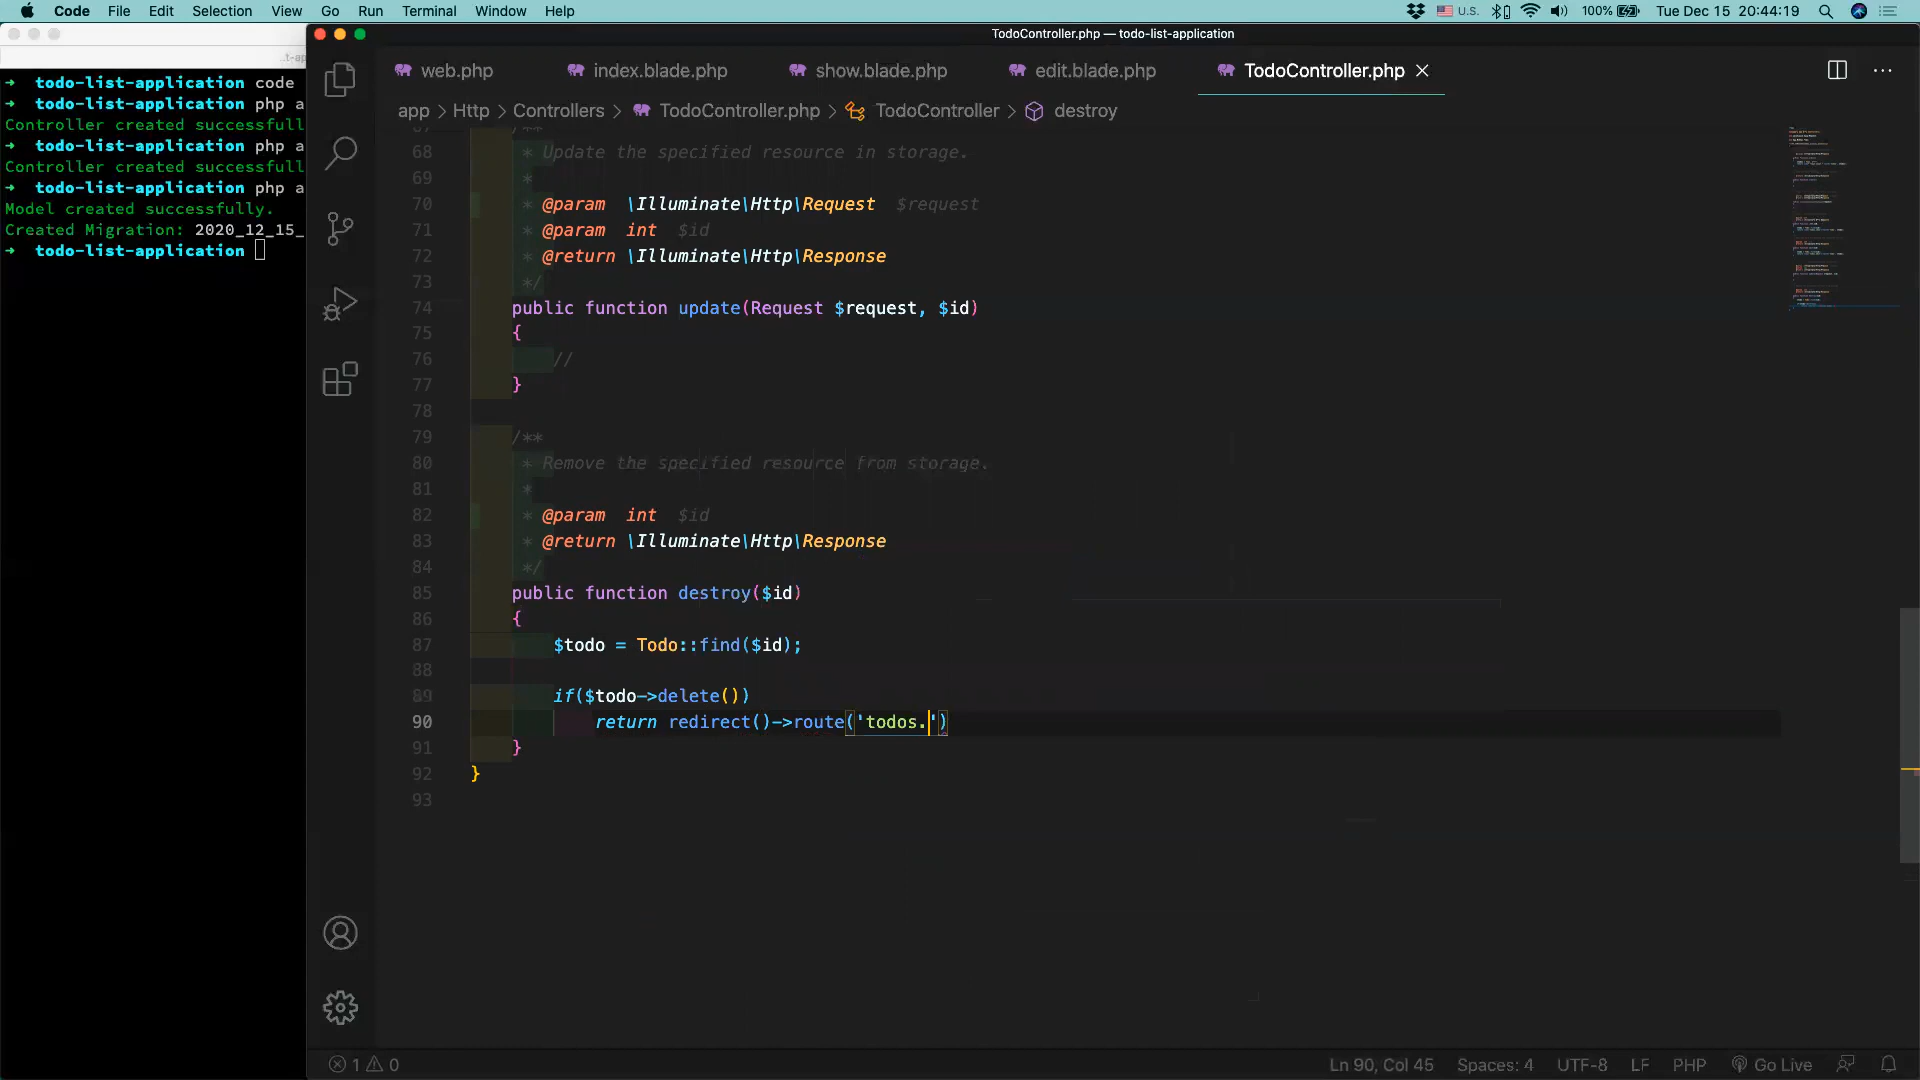 Code File Edit Selection View Go Run Terminal Window Help U.S. 100% Tue Dec 15 20:44:19
TodoController.php — todo-list-application
..t-ap
web.php index.blade.php show.blade.php edit.blade.php TodoController.php
app > Http > Controllers > TodoController.php > TodoController > destroy
➜ todo-list-application code
➜ todo-list-application php a
Controller created successfull
➜ todo-list-application php a
Controller created successfull
➜ todo-list-application php a
Model created successfully.
Created Migration: 2020_12_15_
➜ todo-list-application
67 /**
68 * Update the specified resource in storage.
69 *
70 * @param \Illuminate\Http\Request $request
71 * @param int $id
72 * @return \Illuminate\Http\Response
73 */
74 public function update(Request $request, $id)
75 {
76 //
77 }
78
79 /**
80 * Remove the specified resource from storage.
81 *
82 * @param int $id
83 * @return \Illuminate\Http\Response
84 */
85 public function destroy($id)
86 {
87 $todo = Todo::find($id);
88
89 if($todo->delete())
90 return redirect()->route('todos.')
91 }
92 }
93
1 0 Ln 90, Col 45 Spaces: 4 UTF-8 LF PHP Go Live